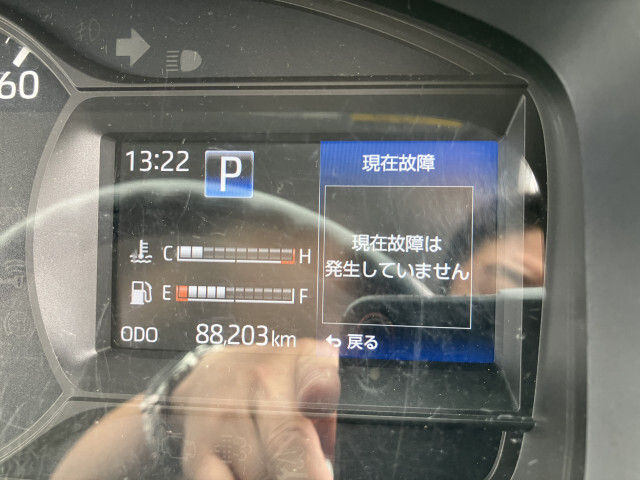 60
13:22
P
現在故障
現在故障は
発生していません
C H
E F
ODO 88,203km
戻る